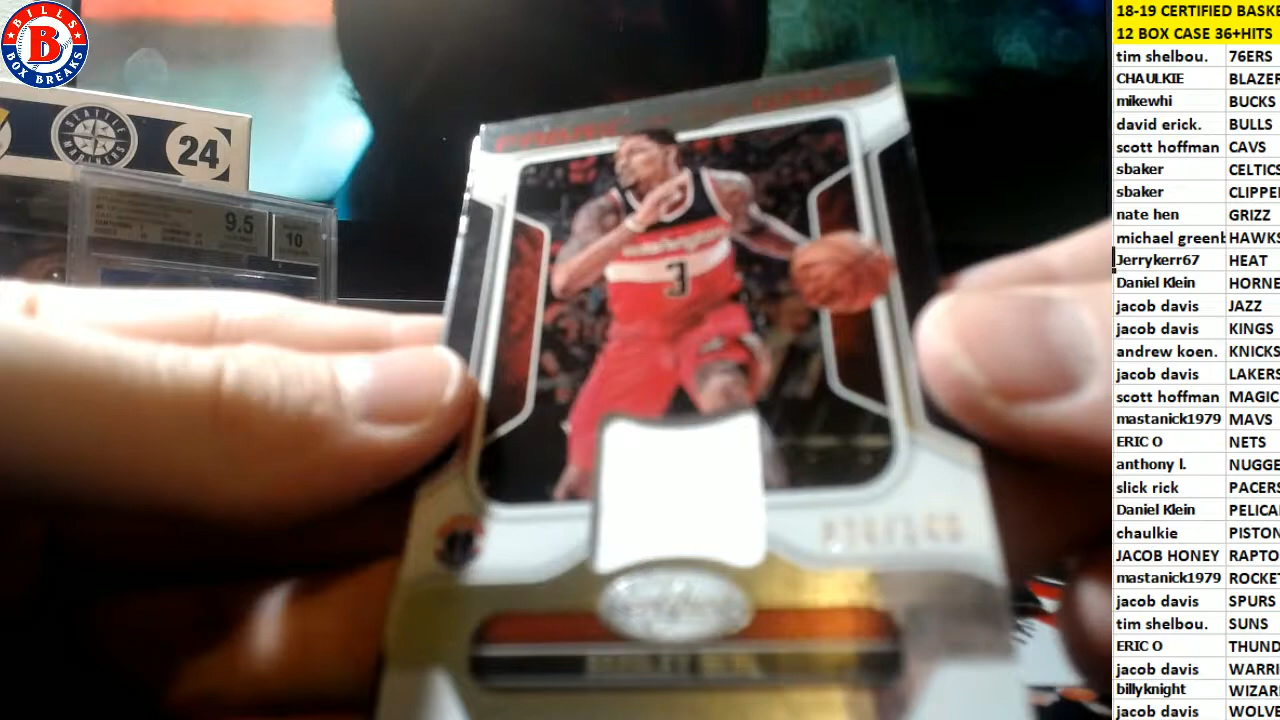 BILLS
B
BOX BREAKS
SEATTLE
MARINERS
24
9.5
10
3
18-19 CERTIFIED BASKE
12 BOX CASE 36+HITS
tim shelbou. 76ERS
CHAULKIE BLAZER
mikewhi BUCKS
david erick. BULLS
scott hoffman CAVS
sbaker CELTICS
sbaker CLIPPE
nate hen GRIZZ
michael greenb HAWKS
Jerrykerr67 HEAT
Daniel Klein HORNE
jacob davis JAZZ
jacob davis KINGS
andrew koen. KNICKS
jacob davis LAKERS
scott hoffman MAGIC
mastanick1979 MAVS
ERIC O NETS
anthony l. NUGGE
slick rick PACERS
Daniel Klein PELICA
chaulkie PISTON
JACOB HONEY RAPTO
mastanick1979 ROCKET
jacob davis SPURS
tim shelbou. SUNS
ERIC O THUND
jacob davis WARRI
billyknight WIZAR
jacob davis WOLVE